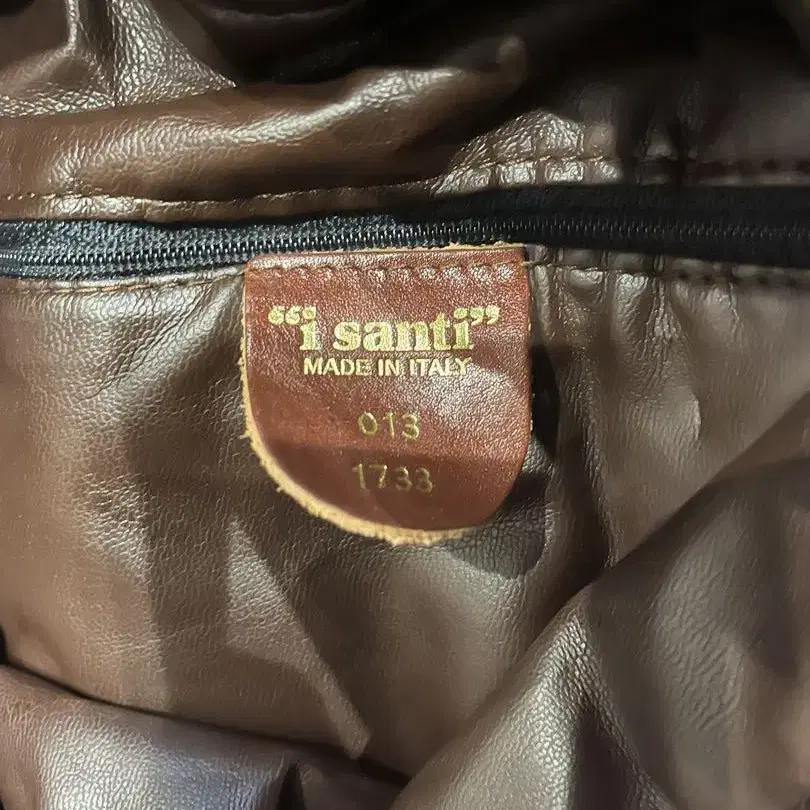 “i santi”
MADE IN ITALY
013
1733